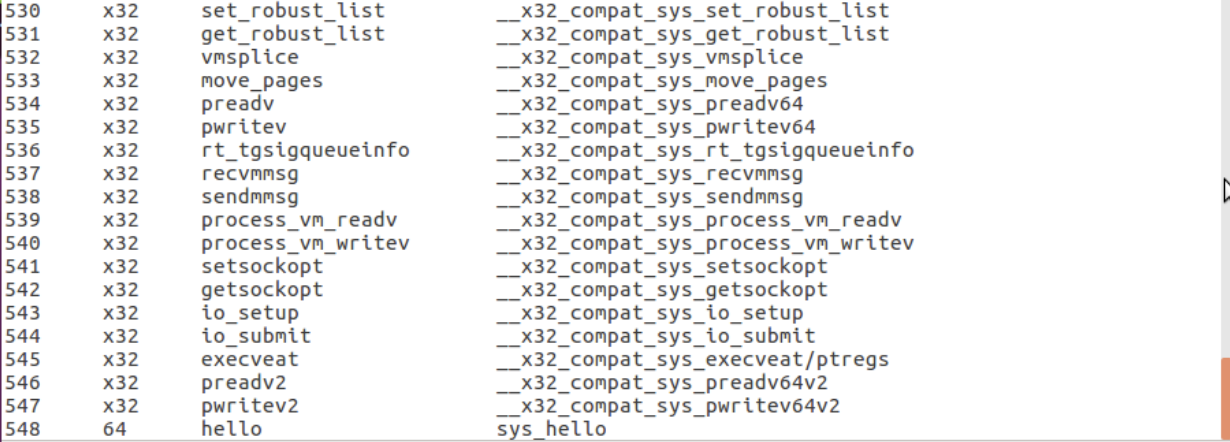 530 x32 set_robust_list __x32_compat_sys_set_robust_list
531 x32 get_robust_list __x32_compat_sys_get_robust_list
532 x32 vmsplice __x32_compat_sys_vmsplice
533 x32 move_pages __x32_compat_sys_move_pages
534 x32 preadv __x32_compat_sys_preadv64
535 x32 pwritev __x32_compat_sys_pwritev64
536 x32 rt_tgsigqueueinfo __x32_compat_sys_rt_tgsigqueueinfo
537 x32 recvmmsg __x32_compat_sys_recvmmsg
538 x32 sendmmsg __x32_compat_sys_sendmmsg
539 x32 process_vm_readv __x32_compat_sys_process_vm_readv
540 x32 process_vm_writev __x32_compat_sys_process_vm_writev
541 x32 setsockopt __x32_compat_sys_setsockopt
542 x32 getsockopt __x32_compat_sys_getsockopt
543 x32 io_setup __x32_compat_sys_io_setup
544 x32 io_submit __x32_compat_sys_io_submit
545 x32 execveat __x32_compat_sys_execveat/ptregs
546 x32 preadv2 __x32_compat_sys_preadv64v2
547 x32 pwritev2 __x32_compat_sys_pwritev64v2
548 64 hello sys_hello